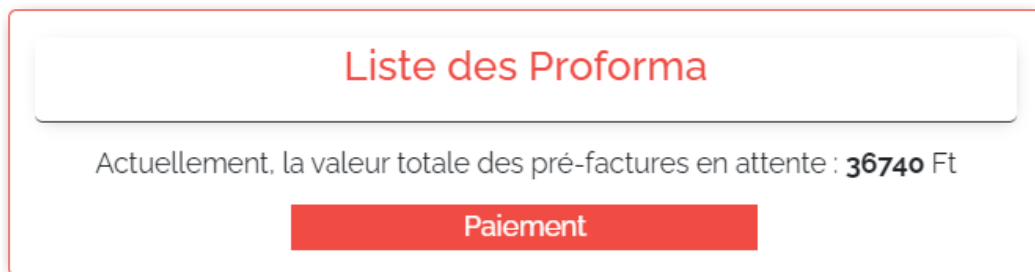 Liste des Proforma
Actuellement, la valeur totale des pré-factures en attente : 36740 Ft
Paiement